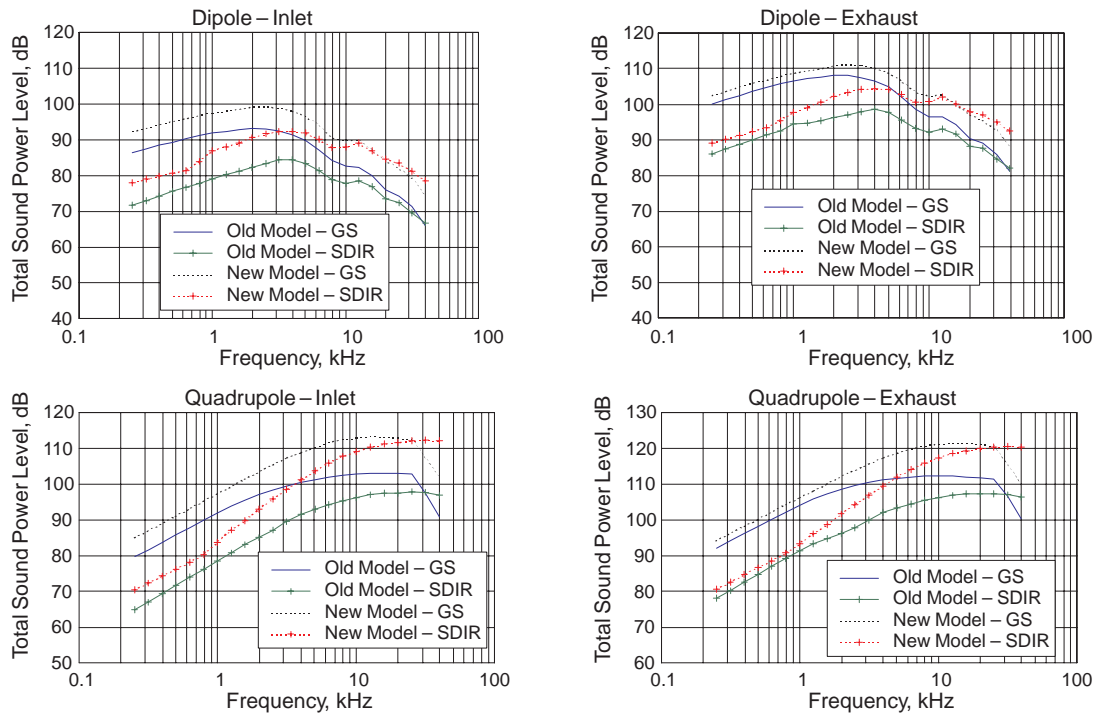 Dipole – Inlet
Total Sound Power Level, dB
120
110
100
90
80
70
60
50
40
Old Model – GS
Old Model – SDIR
New Model – GS
New Model – SDIR
0.1
1
10
100
Frequency, kHz
Dipole – Exhaust
Total Sound Power Level, dB
120
110
100
90
80
70
60
50
40
Old Model – GS
Old Model – SDIR
New Model – GS
New Model – SDIR
0.1
1
10
100
Frequency, kHz
Quadrupole – Inlet
Total Sound Power Level, dB
120
110
100
90
80
70
60
50
Old Model – GS
Old Model – SDIR
New Model – GS
New Model – SDIR
0.1
1
10
100
Frequency, kHz
Quadrupole – Exhaust
Total Sound Power Level, dB
130
120
110
100
90
80
70
60
Old Model – GS
Old Model – SDIR
New Model – GS
New Model – SDIR
0.1
1
10
100
Frequency, kHz